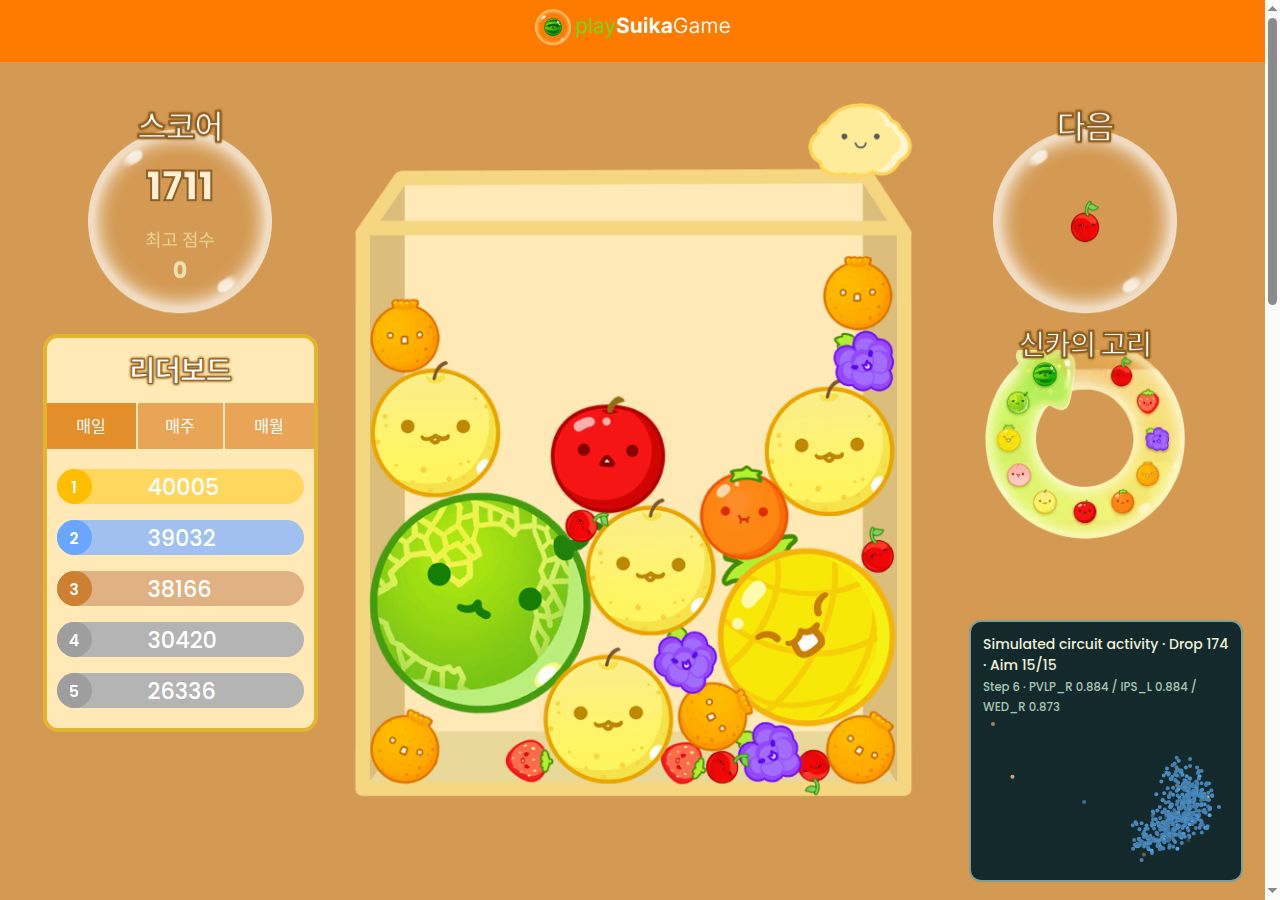 playSuikaGame
스코어
1711
최고 점수
0
다음
신카의 고리
리더보드
매일 매주 매월
1 40005
2 39032
3 38166
4 30420
5 26336
Simulated circuit activity · Drop 174
· Aim 15/15
Step 6 · PVLP_R 0.884 / IPS_L 0.884 /
WED_R 0.873